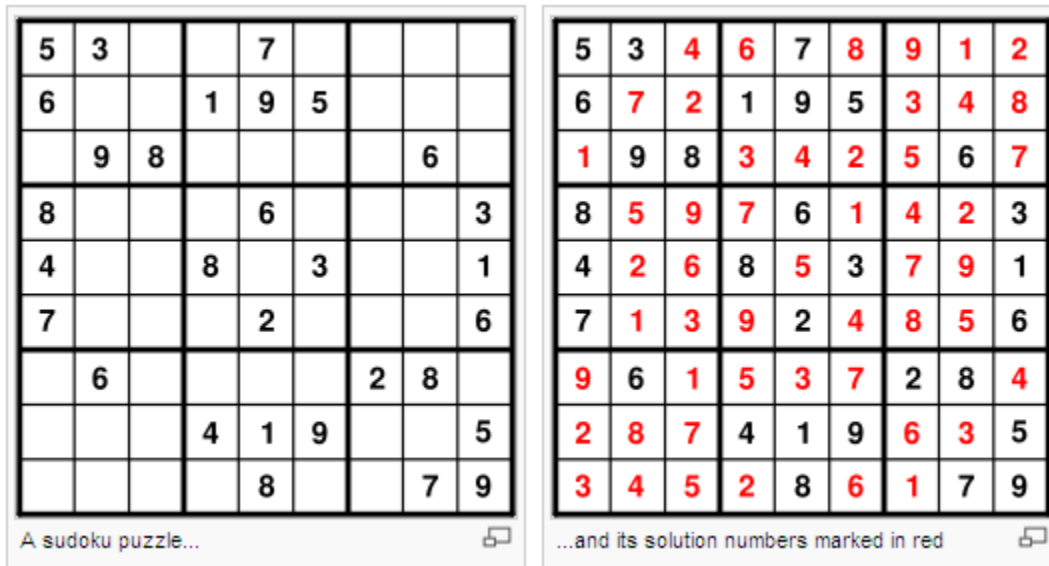 5 3 7
6 1 9 5
9 8 6
8 6 3
4 8 3 1
7 2 6
6 2 8
4 1 9 5
8 7 9
A sudoku puzzle...
5 3 4 6 7 8 9 1 2
6 7 2 1 9 5 3 4 8
1 9 8 3 4 2 5 6 7
8 5 9 7 6 1 4 2 3
4 2 6 8 5 3 7 9 1
7 1 3 9 2 4 8 5 6
9 6 1 5 3 7 2 8 4
2 8 7 4 1 9 6 3 5
3 4 5 2 8 6 1 7 9
...and its solution numbers marked in red